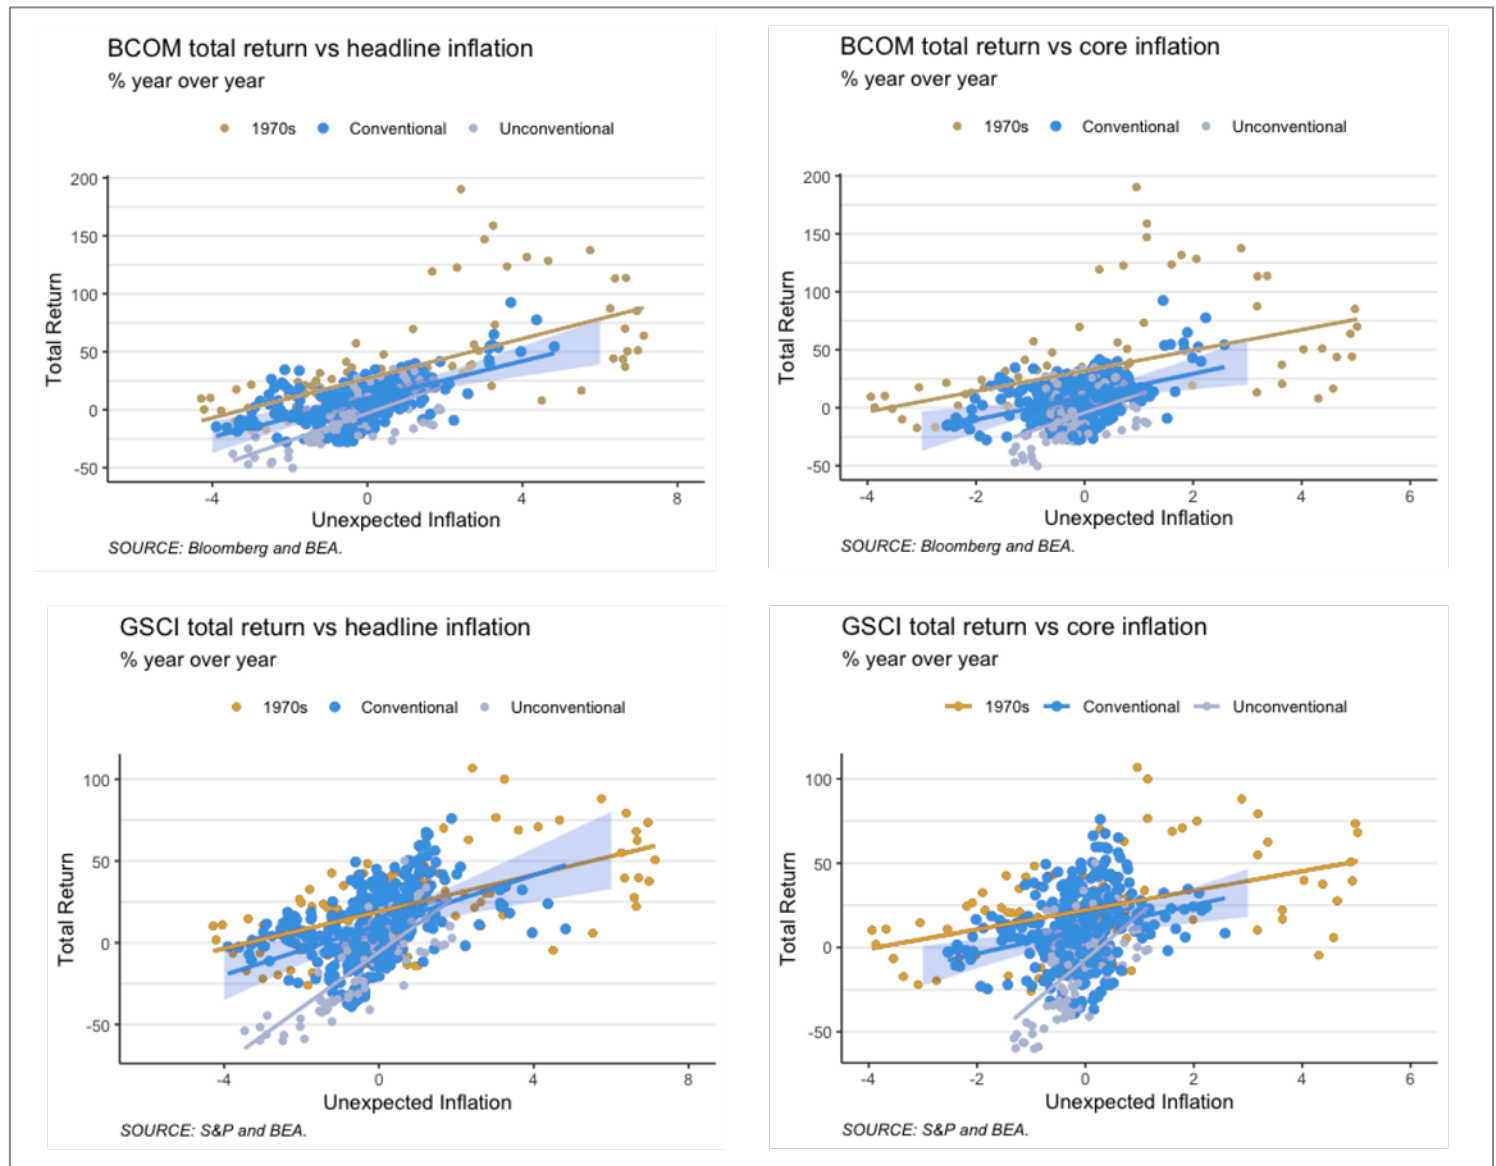 BCOM total return vs headline inflation
% year over year
1970s Conventional Unconventional
200
150
100
50
0
-50
Total Return
-4 0 4 8
Unexpected Inflation
SOURCE: Bloomberg and BEA.
BCOM total return vs core inflation
% year over year
1970s Conventional Unconventional
200
150
100
50
0
-50
Total Return
-4 -2 0 2 4 6
Unexpected Inflation
SOURCE: Bloomberg and BEA.
GSCI total return vs headline inflation
% year over year
1970s Conventional Unconventional
100
50
0
-50
Total Return
-4 0 4 8
Unexpected Inflation
SOURCE: S&P and BEA.
GSCI total return vs core inflation
% year over year
1970s Conventional Unconventional
100
50
0
-50
Total Return
-4 -2 0 2 4 6
Unexpected Inflation
SOURCE: S&P and BEA.